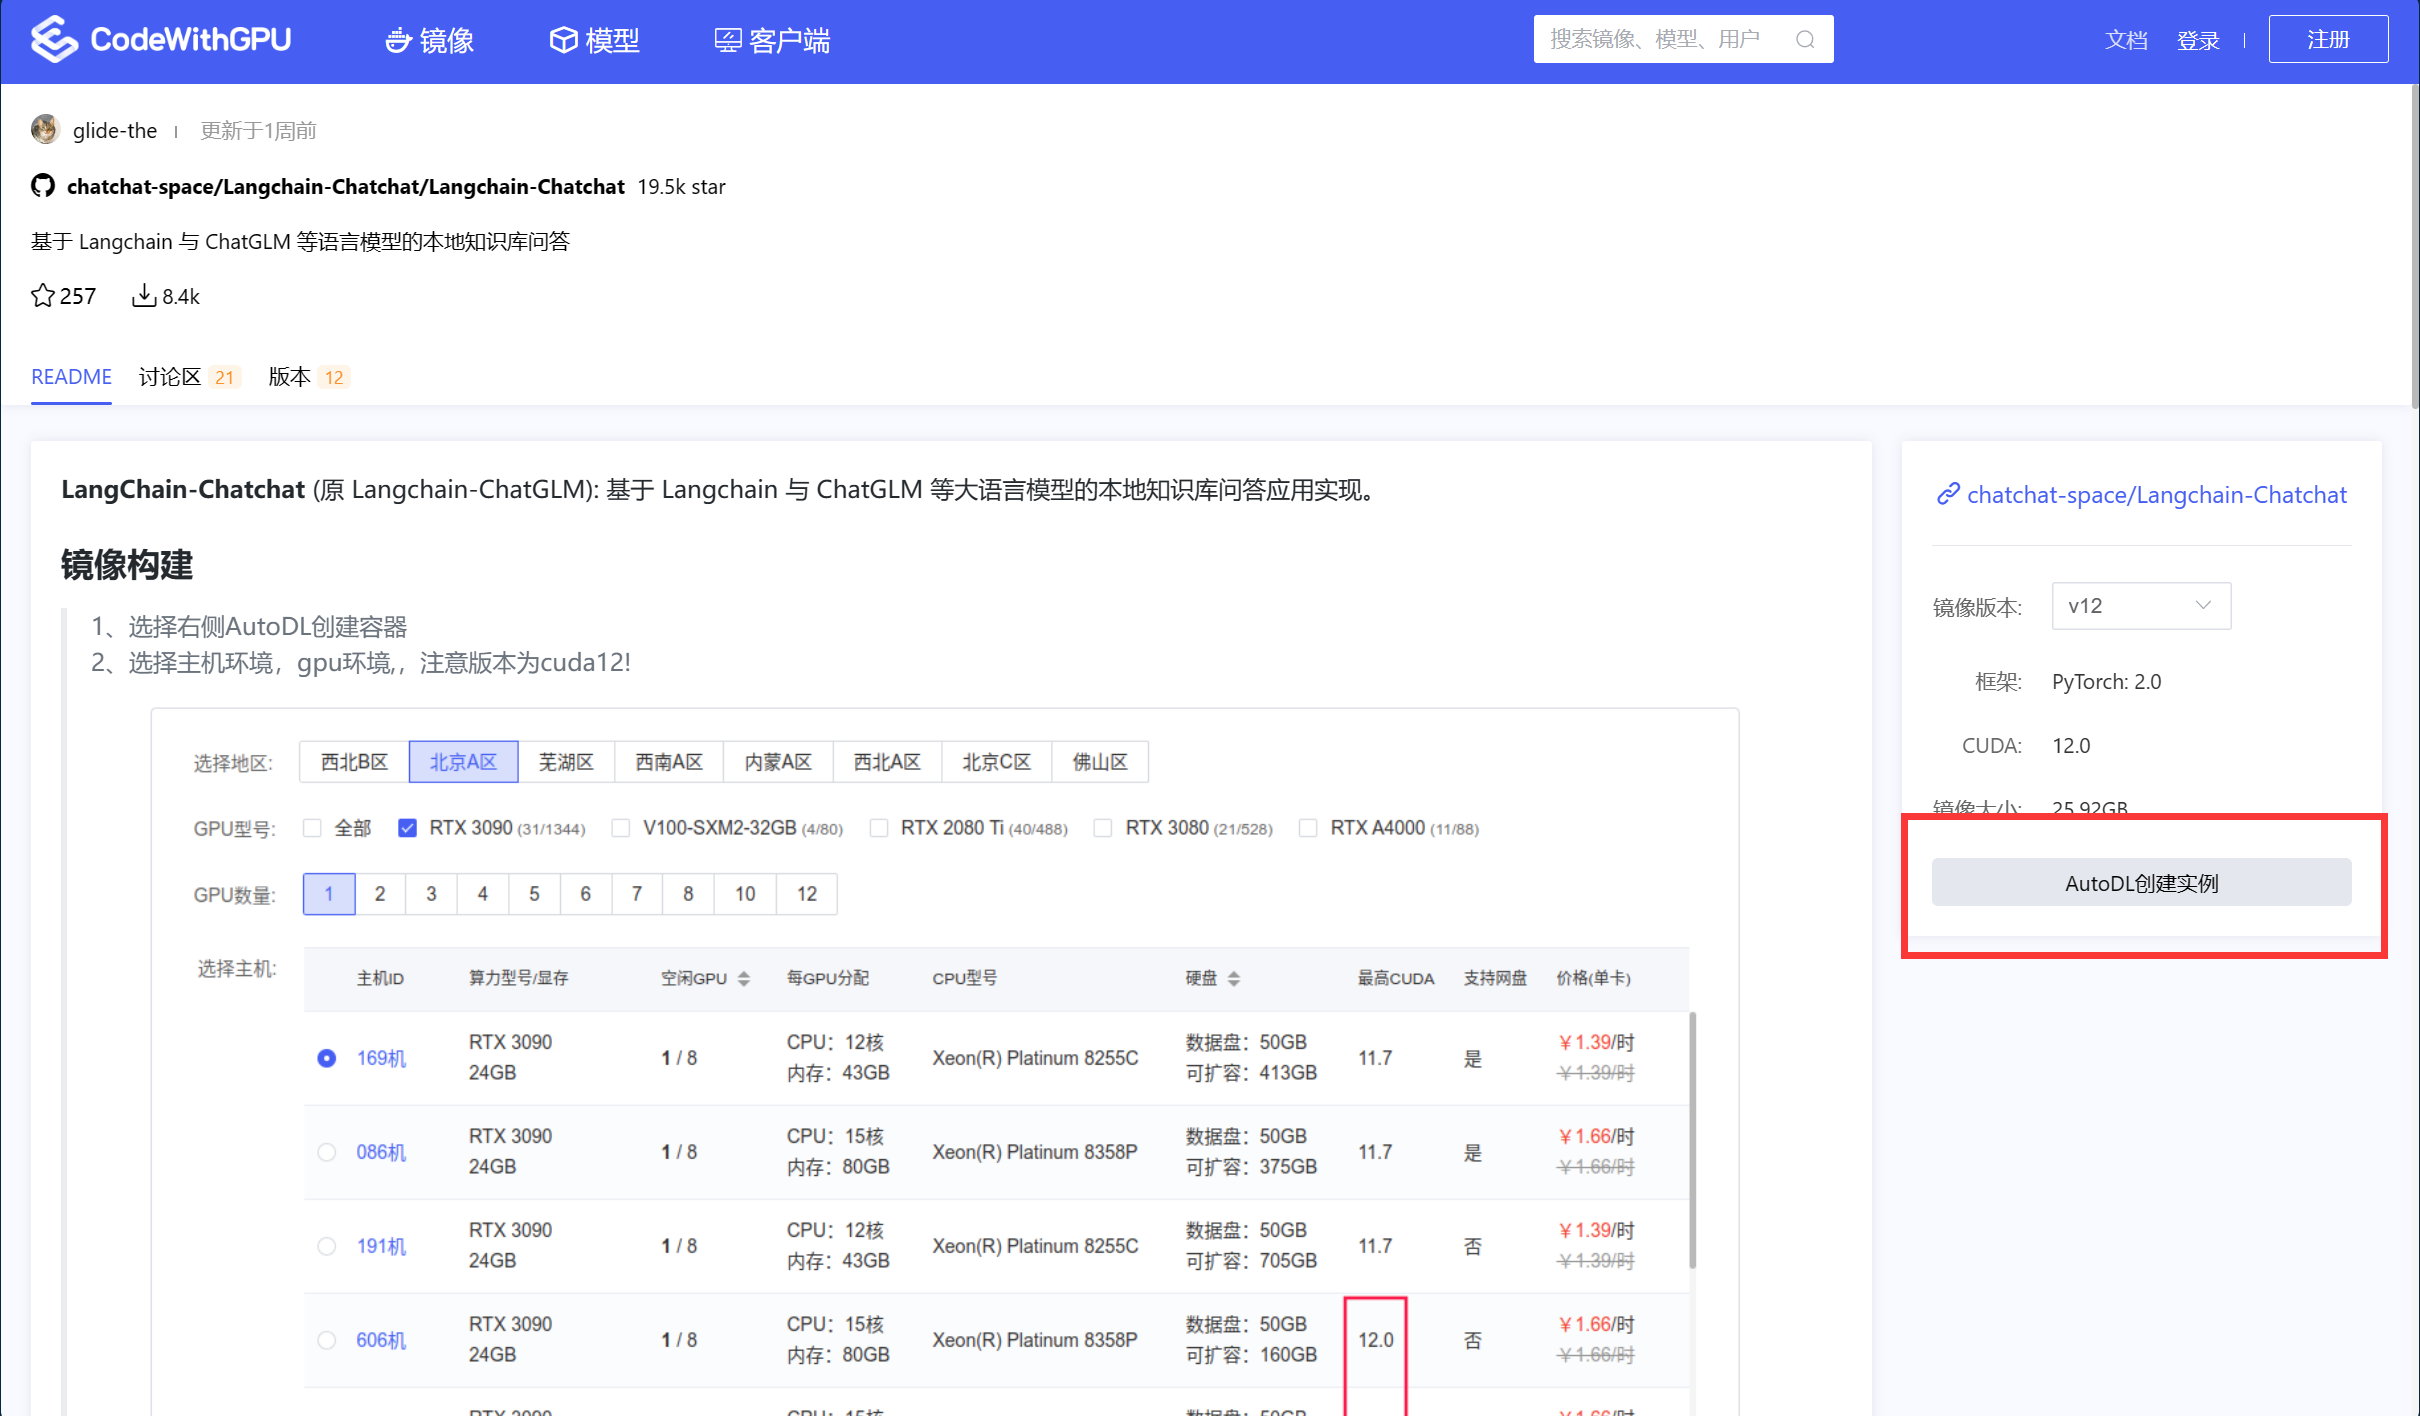 CodeWithGPU 镜像 模型 客户端 搜索镜像、模型、用户 文档 登录 注册
glide-the 更新于1周前
chatchat-space/Langchain-Chatchat/Langchain-Chatchat 19.5k star
基于 Langchain 与 ChatGLM 等语言模型的本地知识库问答
257 8.4k
README 讨论区 21 版本 12
LangChain-Chatchat (原 Langchain-ChatGLM): 基于 Langchain 与 ChatGLM 等大语言模型的本地知识库问答应用实现。
镜像构建
1、选择右侧AutoDL创建容器
2、选择主机环境，gpu环境,，注意版本为cuda12!
选择地区: 西北B区 北京A区 芜湖区 西南A区 内蒙A区 西北A区 北京C区 佛山区
GPU型号: 全部 RTX 3090 (31/1344) V100-SXM2-32GB (4/80) RTX 2080 Ti (40/488) RTX 3080 (21/528) RTX A4000 (11/88)
GPU数量: 1 2 3 4 5 6 7 8 10 12
选择主机: 主机ID 算力型号/显存 空闲GPU 每GPU分配 CPU型号 硬盘 最高CUDA 支持网盘 价格(单卡)
169机 RTX 3090 24GB 1 / 8 CPU：12核 内存：43GB Xeon(R) Platinum 8255C 数据盘：50GB 可扩容：413GB 11.7 是 ￥1.39/时 ￥1.39/时
086机 RTX 3090 24GB 1 / 8 CPU：15核 内存：80GB Xeon(R) Platinum 8358P 数据盘：50GB 可扩容：375GB 11.7 是 ￥1.66/时 ￥1.66/时
191机 RTX 3090 24GB 1 / 8 CPU：12核 内存：43GB Xeon(R) Platinum 8255C 数据盘：50GB 可扩容：705GB 11.7 否 ￥1.39/时 ￥1.39/时
606机 RTX 3090 24GB 1 / 8 CPU：15核 内存：80GB Xeon(R) Platinum 8358P 数据盘：50GB 可扩容：160GB 12.0 否 ￥1.66/时 ￥1.66/时
chatchat-space/Langchain-Chatchat
镜像版本: v12
框架: PyTorch: 2.0
CUDA: 12.0
镜像大小: 25.92GB
AutoDL创建实例